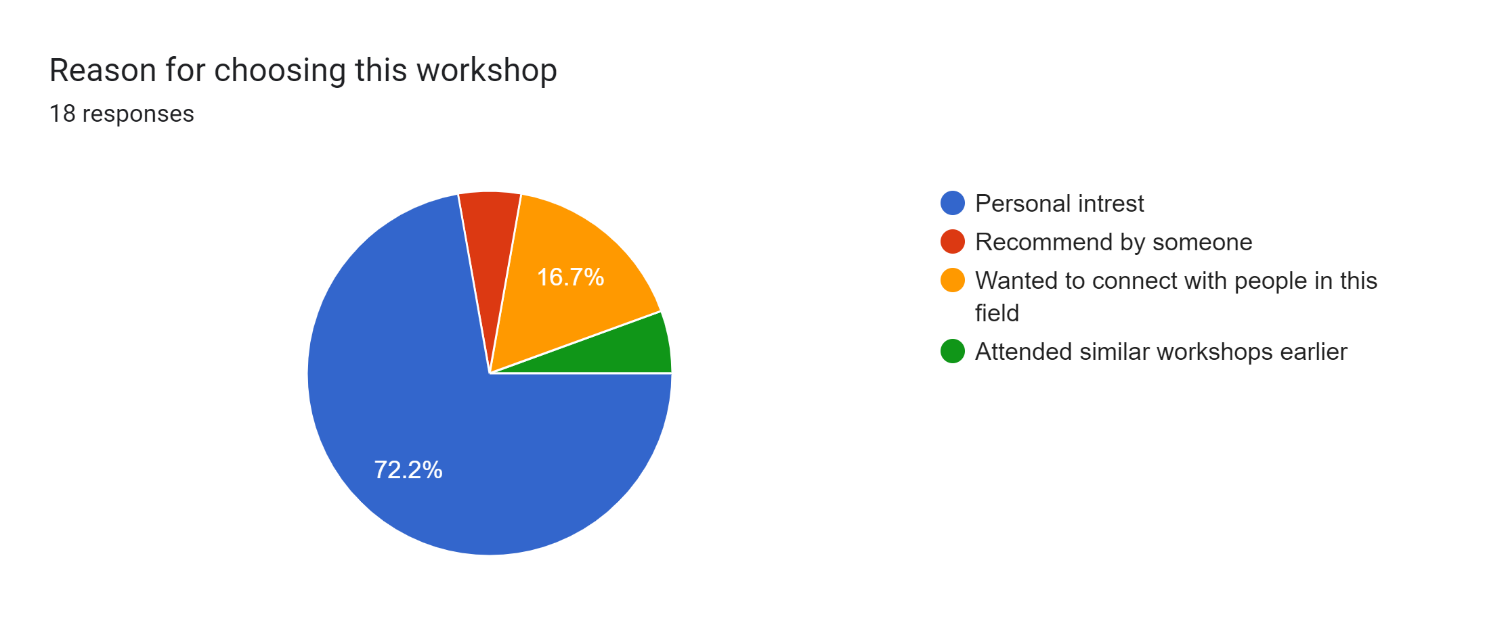 Reason for choosing this workshop
18 responses
16.7%
72.2%
Personal intrest
Recommend by someone
Wanted to connect with people in this
field
Attended similar workshops earlier